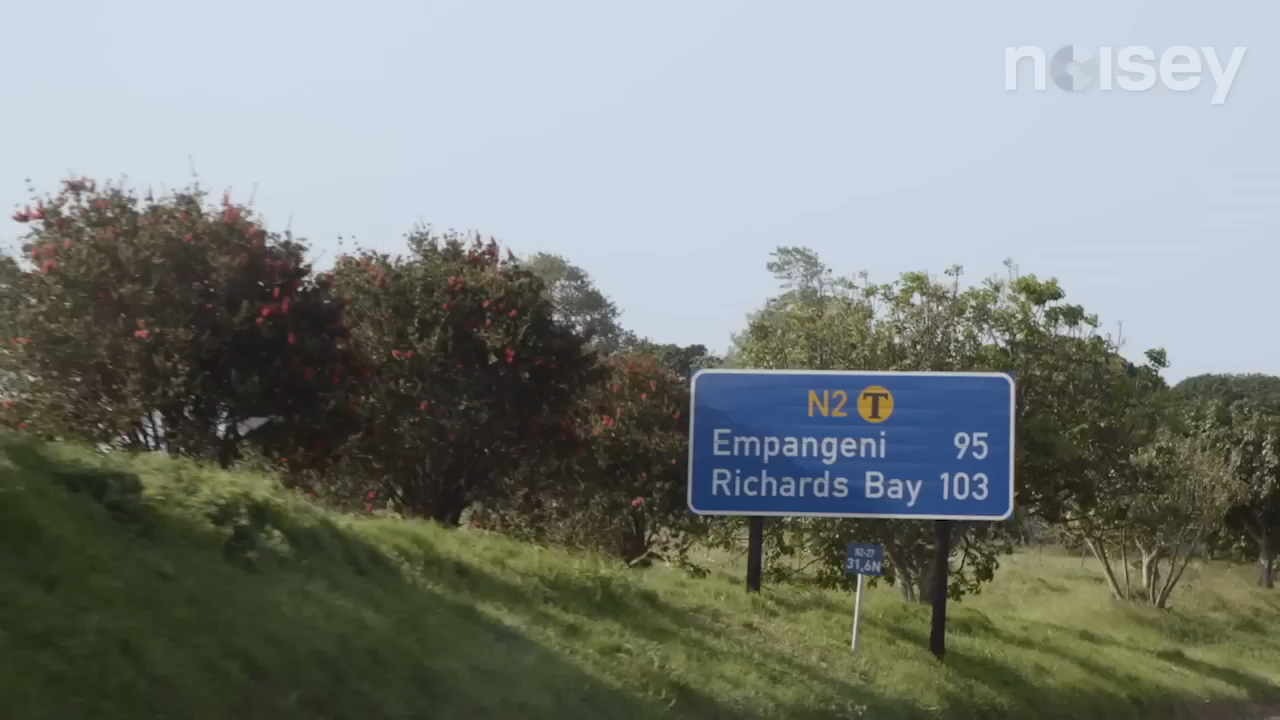 noisey
N2 T
Empangeni 95
Richards Bay 103
N2-27
31,6N